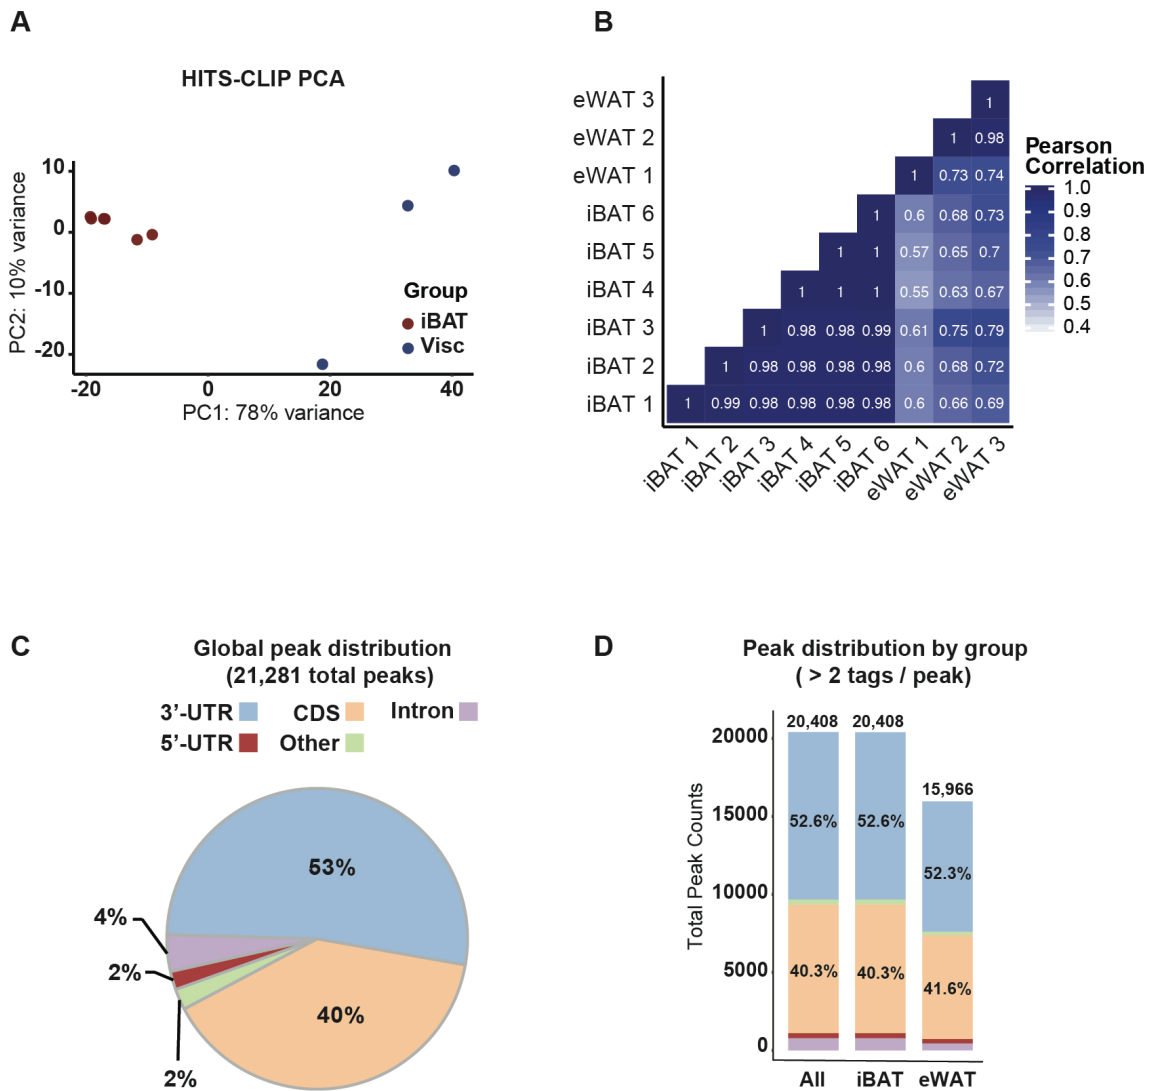 A
HITS-CLIP PCA
PC2: 10% variance
10
0
-10
-20
-20 0 20 40
PC1: 78% variance
Group
iBAT
Visc
B
eWAT 3 1
eWAT 2 1 0.98
eWAT 1 1 0.73 0.74
iBAT 6 1 0.6 0.68 0.73
iBAT 5 1 1 0.57 0.65 0.7
iBAT 4 1 1 1 0.55 0.63 0.67
iBAT 3 1 0.98 0.98 0.99 0.61 0.75 0.79
iBAT 2 1 0.98 0.98 0.98 0.98 0.6 0.68 0.72
iBAT 1 1 0.99 0.98 0.98 0.98 0.98 0.6 0.66 0.69
iBAT 1 iBAT 2 iBAT 3 iBAT 4 iBAT 5 iBAT 6 eWAT 1 eWAT 2 eWAT 3
Pearson
Correlation
1.0
0.9
0.8
0.7
0.6
0.5
0.4
C
Global peak distribution
(21,281 total peaks)
3’-UTR CDS Intron
5’-UTR Other
53%
4%
2%
40%
2%
D
Peak distribution by group
( > 2 tags / peak)
Total Peak Counts
20000
15000
10000
5000
0
20,408 20,408 15,966
52.6% 52.6% 52.3%
40.3% 40.3% 41.6%
All iBAT eWAT